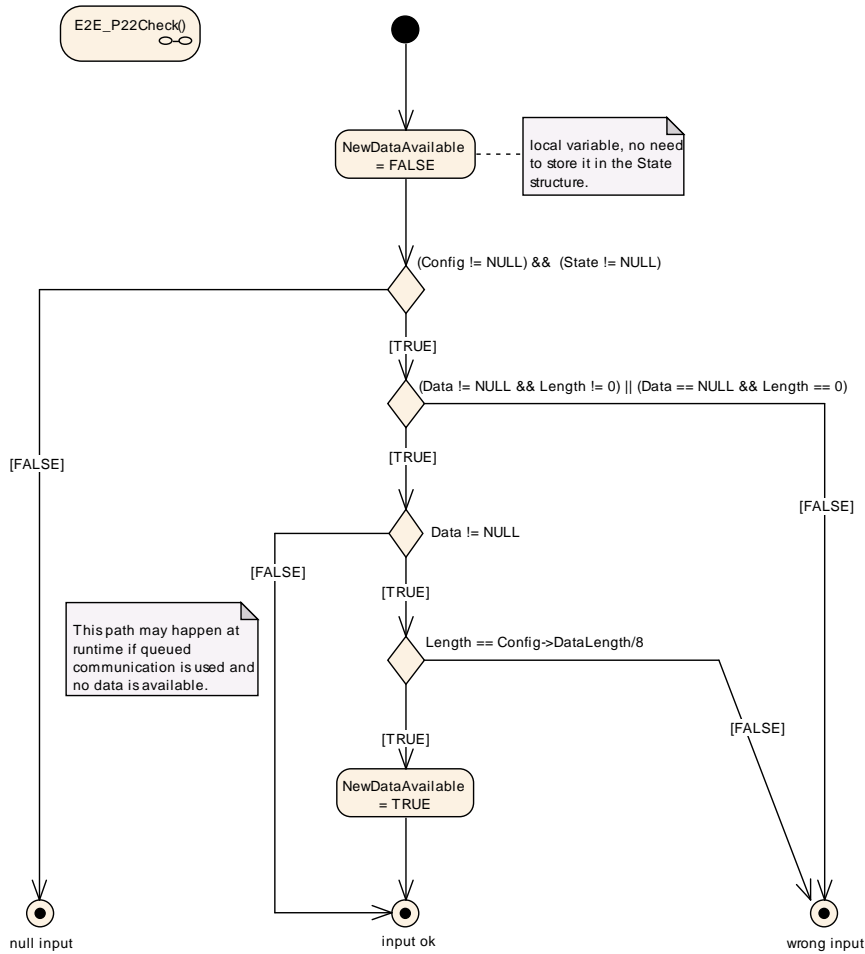 E2E_P22Check()
NewDataAvailable
= FALSE
local variable, no need
to store it in the State
structure.
(Config != NULL) && (State != NULL)
[TRUE]
(Data != NULL && Length != 0) || (Data == NULL && Length == 0)
[TRUE]
[FALSE]
[FALSE]
Data != NULL
[FALSE]
[TRUE]
This path may happen at
runtime if queued
communication is used and
no data is available.
Length == Config->DataLength/8
[FALSE]
[TRUE]
NewDataAvailable
= TRUE
null input
input ok
wrong input